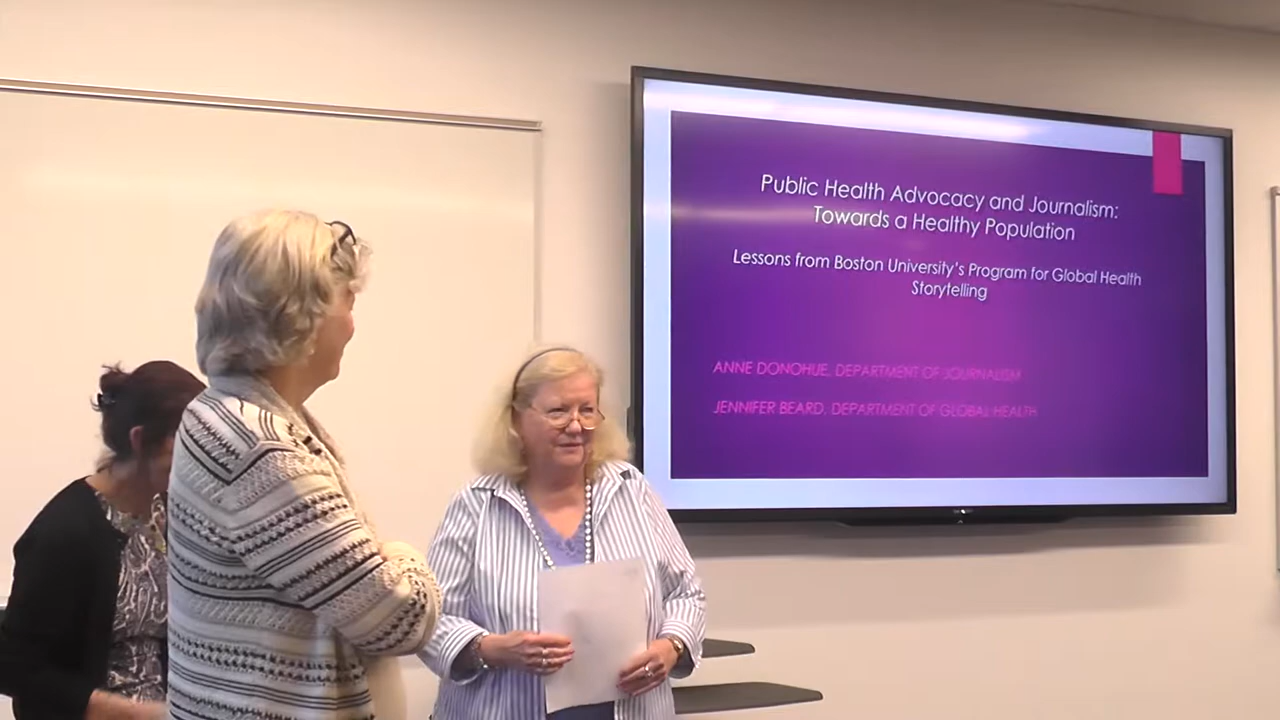 Public Health Advocacy and Journalism:
Towards a Healthy Population
Lessons from Boston University's Program for Global Health
Storytelling
ANNE DONOHUE, DEPARTMENT OF JOURNALISM
JENNIFER BEARD, DEPARTMENT OF GLOBAL HEALTH